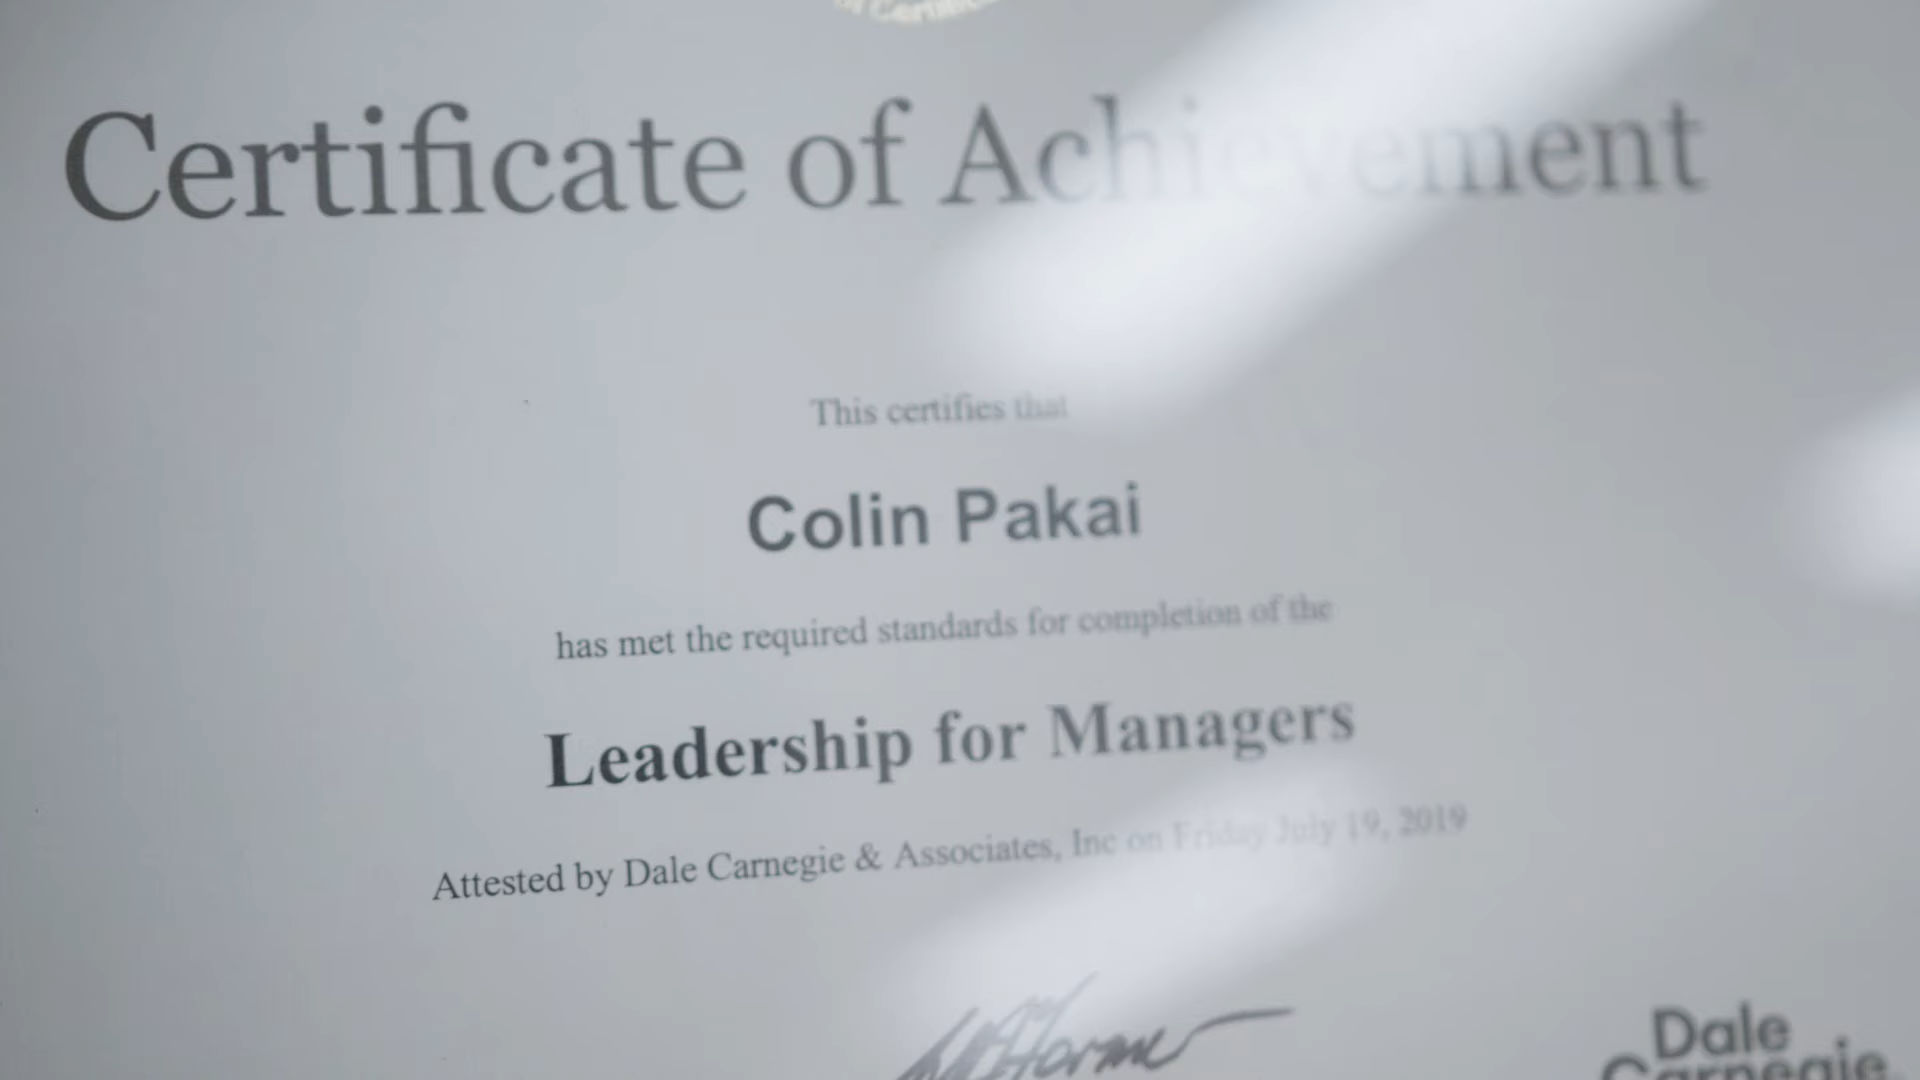 Certificate of Achievement
This certifies that
Colin Pakai
has met the required standards for completion of the
Leadership for Managers
Attested by Dale Carnegie & Associates, Inc on Friday July 19, 2019
Dale
Carnegie